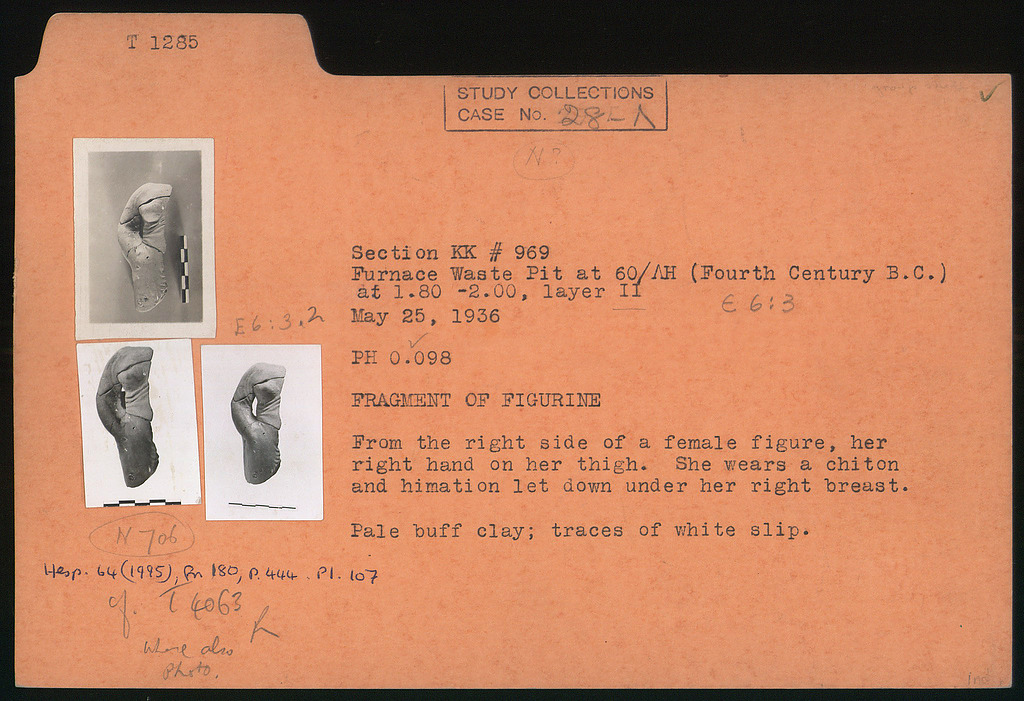 T 1285
STUDY COLLECTIONS
CASE No. 28-Λ
N?
Section KK # 969
Furnace Waste Pit at 60/ΛΗ (Fourth Century B.C.)
at 1.80 -2.00, layer II
E 6:3
May 25, 1936
E6:3.2
PH 0.098
FRAGMENT OF FIGURINE
From the right side of a female figure, her
right hand on her thigh. She wears a chiton
and himation let down under her right breast.
Pale buff clay; traces of white slip.
N 706
Hesp. 64 (1995), Pn 180, P. 444. Pl. 107
cf. T 4063
also
Photo.